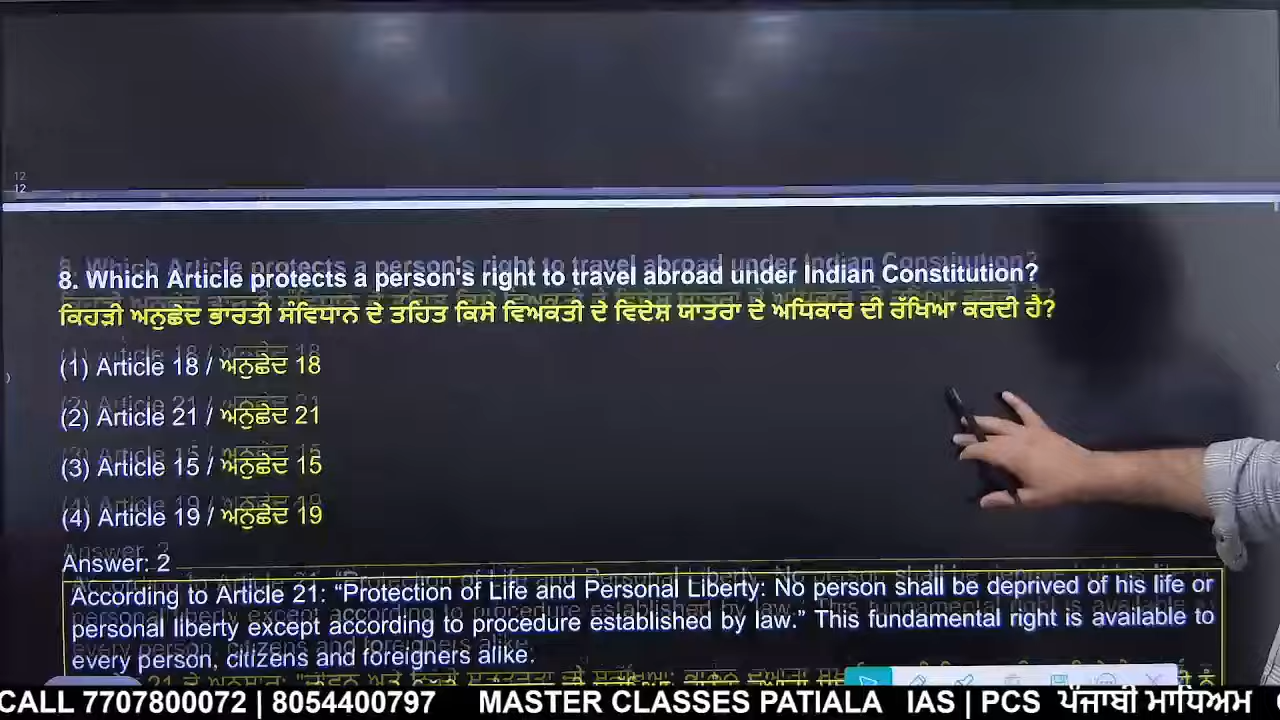 12
12
8. Which Article protects a person's right to travel abroad under Indian Constitution?
ਕਿਹੜੀ ਅਨੁਛੇਦ ਭਾਰਤੀ ਸੰਵਿਧਾਨ ਦੇ ਤਹਿਤ ਕਿਸੇ ਵਿਅਕਤੀ ਦੇ ਵਿਦੇਸ਼ ਯਾਤਰਾ ਦੇ ਅਧਿਕਾਰ ਦੀ ਰੱਖਿਆ ਕਰਦੀ ਹੈ?
(1) Article 18 / ਅਨੁਛੇਦ 18
(2) Article 21 / ਅਨੁਛੇਦ 21
(3) Article 15 / ਅਨੁਛੇਦ 15
(4) Article 19 / ਅਨੁਛੇਦ 19
Answer: 2
According to Article 21: “Protection of Life and Personal Liberty: No person shall be deprived of his life or
personal liberty except according to procedure established by law.” This fundamental right is available to
every person, citizens and foreigners alike.
21 ਦੇ ਅਨੁਸਾਰ:
CALL 7707800072 | 8054400797 MASTER CLASSES PATIALA IAS | PCS ਪੰਜਾਬੀ ਮਾਧਿਅਮ